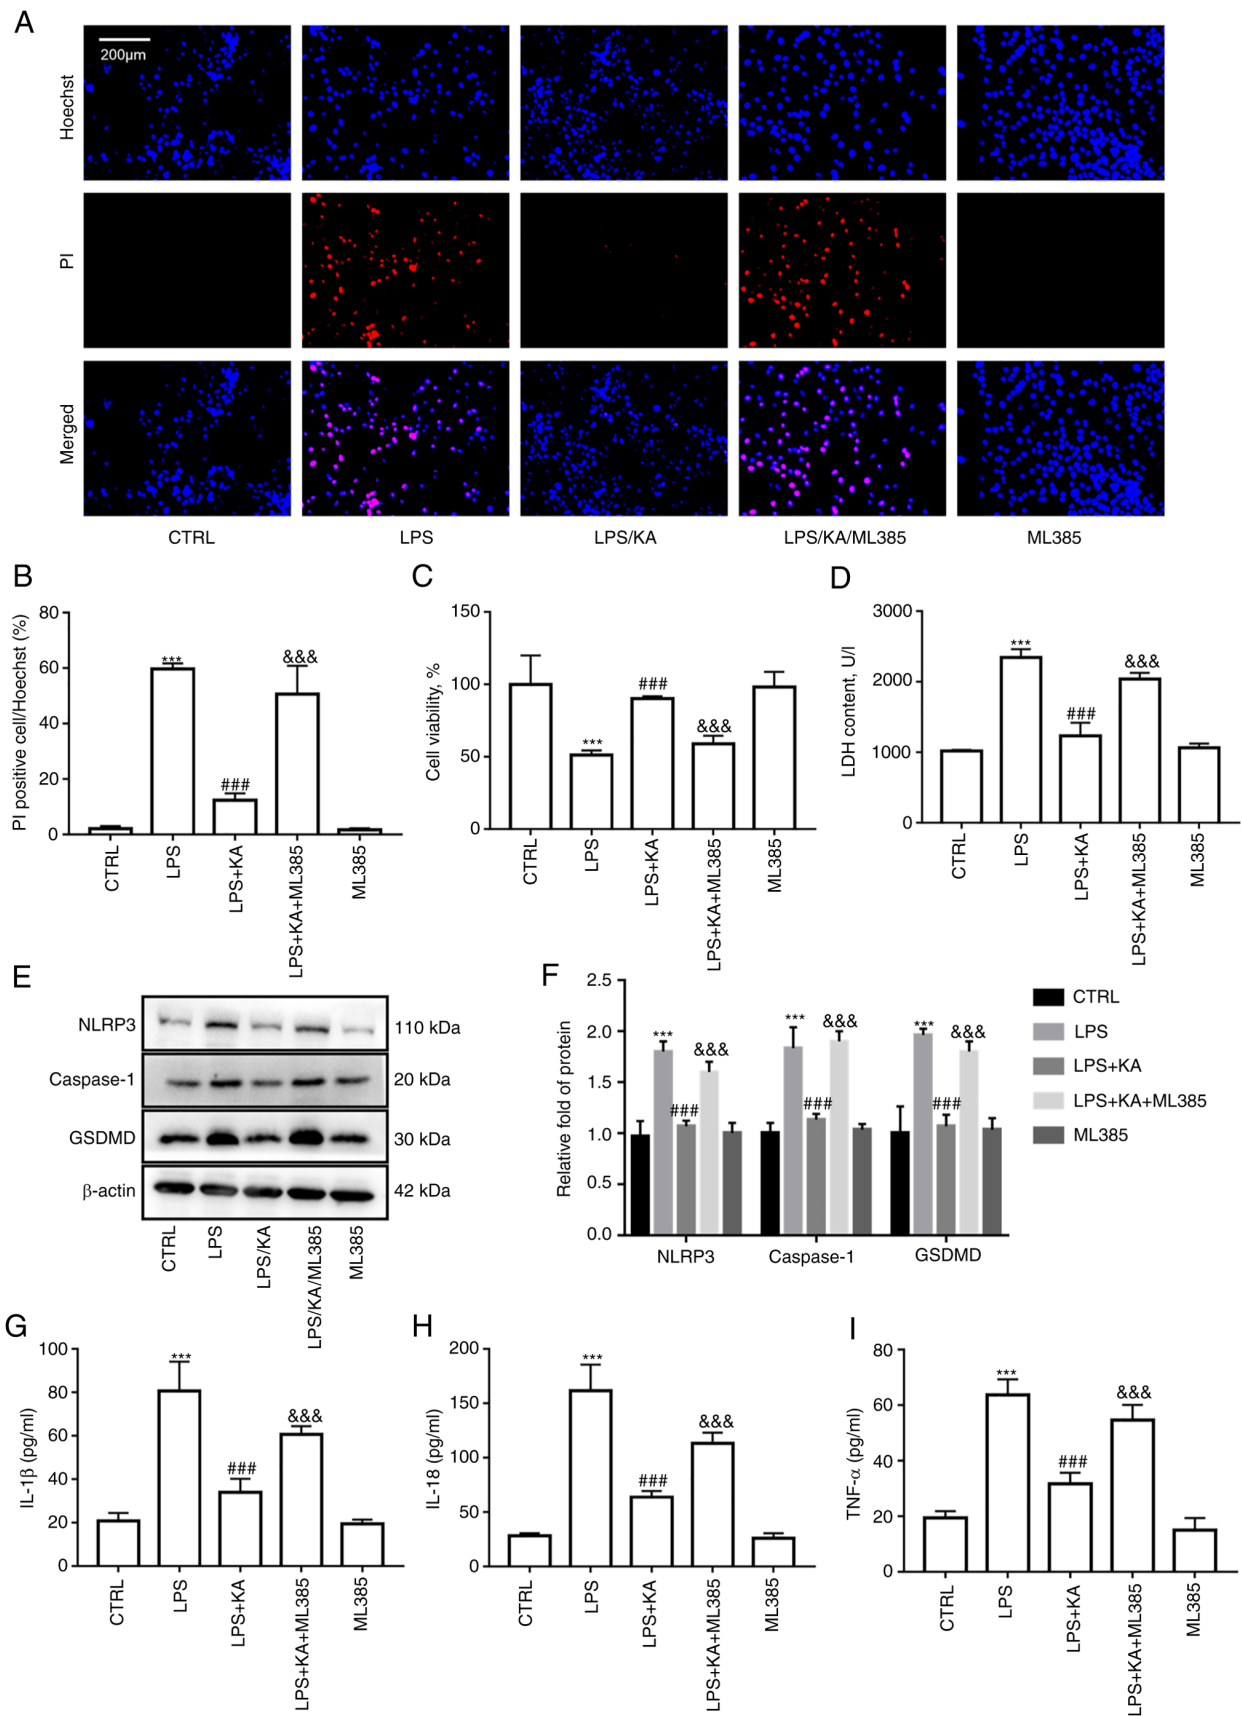 A
200μm
Hoechst
PI
Merged
CTRL LPS LPS/KA LPS/KA/ML385 ML385
B
PI positive cell/Hoechst (%)
80
60
40
20
0
***
###
&&&
CTRL
LPS
LPS+KA
LPS+KA+ML385
ML385
C
Cell viability, %
150
100
50
0
***
###
&&&
CTRL
LPS
LPS+KA
LPS+KA+ML385
ML385
D
LDH content, U/l
3000
2000
1000
0
***
###
&&&
CTRL
LPS
LPS+KA
LPS+KA+ML385
ML385
E
NLRP3 110 kDa
Caspase-1 20 kDa
GSDMD 30 kDa
β-actin 42 kDa
CTRL
LPS
LPS/KA
LPS/KA/ML385
ML385
F
Relative fold of protein
2.5
2.0
1.5
1.0
0.5
0.0
***
###
&&&
***
###
&&&
***
###
&&&
NLRP3 Caspase-1 GSDMD
CTRL
LPS
LPS+KA
LPS+KA+ML385
ML385
G
IL-1β (pg/ml)
100
80
60
40
20
0
***
###
&&&
CTRL
LPS
LPS+KA
LPS+KA+ML385
ML385
H
IL-18 (pg/ml)
200
150
100
50
0
***
###
&&&
CTRL
LPS
LPS+KA
LPS+KA+ML385
ML385
I
TNF-α (pg/ml)
80
60
40
20
0
***
###
&&&
CTRL
LPS
LPS+KA
LPS+KA+ML385
ML385